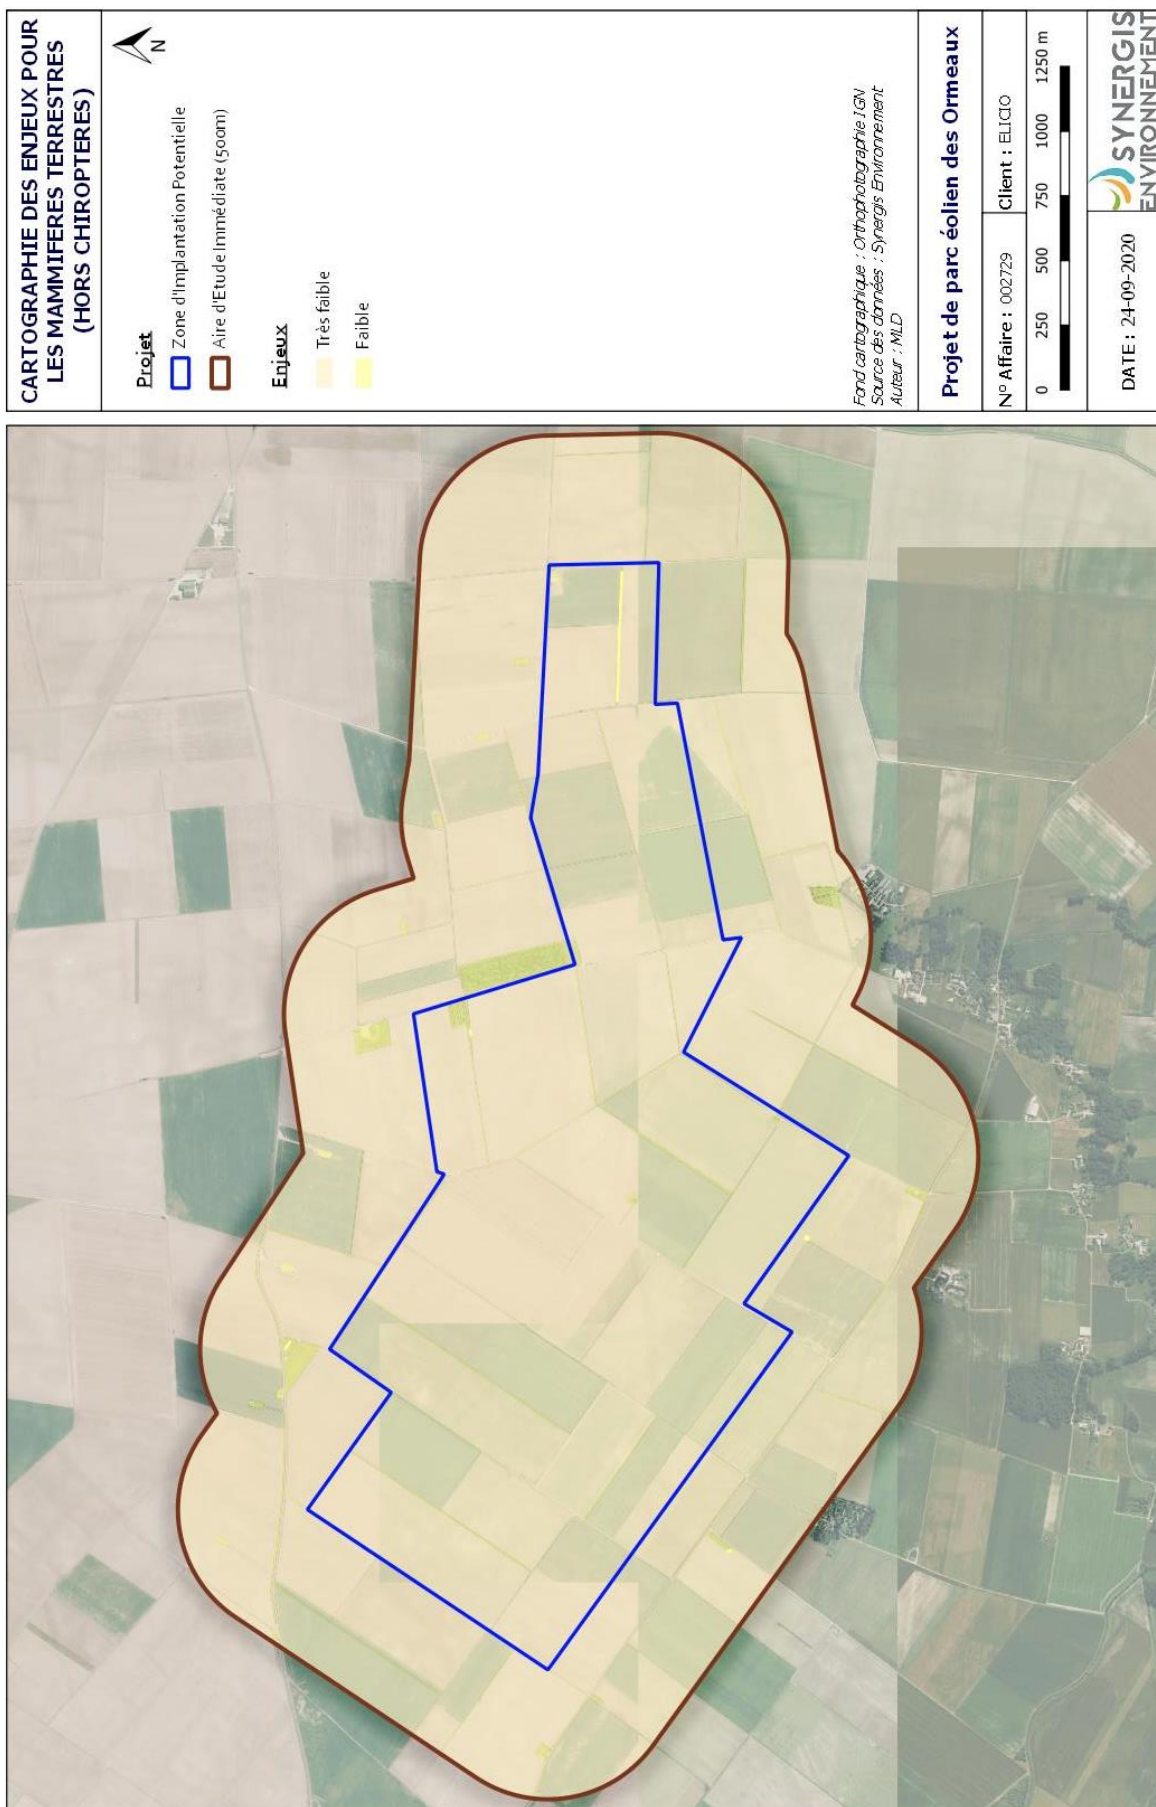 CARTOGRAPHIE DES ENJEUX POUR
LES MAMMIFERES TERRESTRES
(HORS CHIROPTERES)
N
Projet
Zone d'Implantation Potentielle
Aire d'Etude Immédiate (500m)
Enjeux
Très faible
Faible
Fond cartographique : Orthophotographie IGN
Source des données : Synergis Environnement
Auteur : MLD
Projet de parc éolien des Ormeaux
N° Affaire : 002729
Client : ELICIO
0 250 500 750 1000 1250 m
DATE : 24-09-2020
SYNERGIS
ENVIRONNEMENT